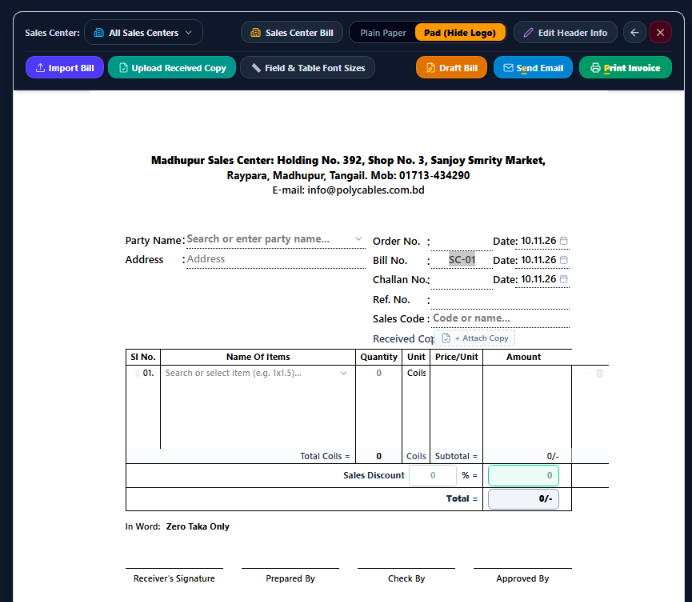 Sales Center: All Sales Centers Sales Center Bill Plain Paper Pad (Hide Logo) Edit Header Info
Import Bill Upload Received Copy Field & Table Font Sizes Draft Bill Send Email Print Invoice
Madhupur Sales Center: Holding No. 392, Shop No. 3, Sanjoy Smrity Market,
Raypara, Madhupur, Tangail. Mob: 01713-434290
E-mail: info@polycables.com.bd
Party Name: Search or enter party name... Order No. : Date: 10.11.26
Address : Address Bill No. : SC-01 Date: 10.11.26
Challan No.: Date: 10.11.26
Ref. No. :
Sales Code : Code or name...
Received Cop + Attach Copy
Sl No. Name Of Items Quantity Unit Price/Unit Amount
01. Search or select item (e.g. 1x1.5)... 0 Coils
Total Coils = 0 Coils Subtotal = 0/-
Sales Discount 0 % = 0
Total = 0/-
In Word: Zero Taka Only
Receiver's Signature Prepared By Check By Approved By